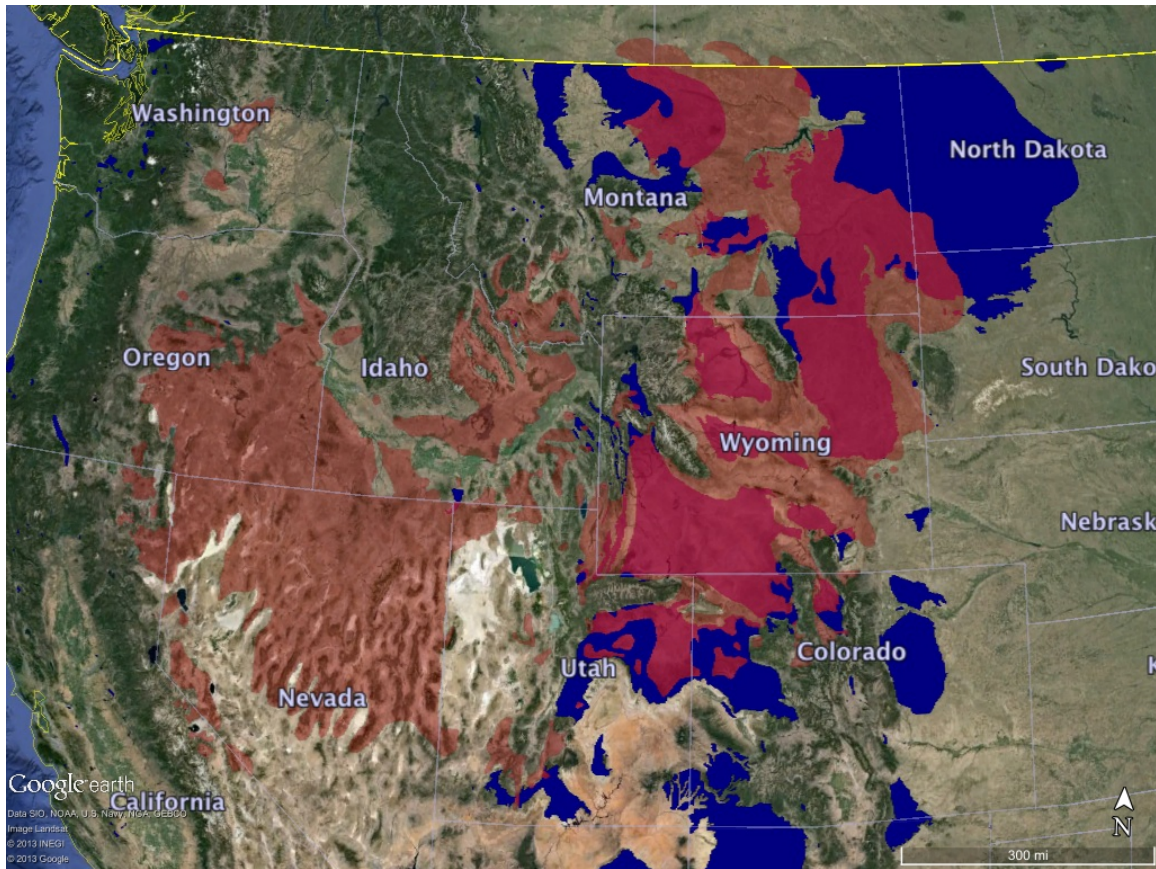 Washington
North Dakota
Montana
Oregon
Idaho
South Dako
Wyoming
Nebrask
Utah
Colorado
K
Nevada
Google earth
California
Data SIO, NOAA, U.S. Navy, NGA, GEBCO
Image Landsat
© 2013 INEGI
© 2013 Google
N
300 mi